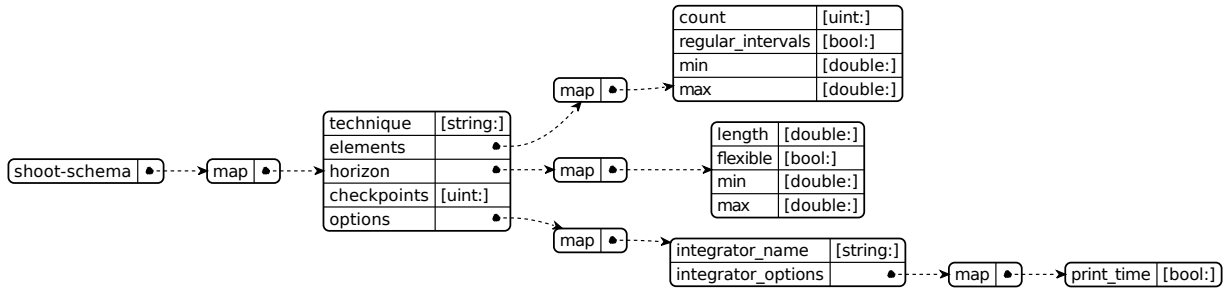 shoot-schema
map
technique [string:]
elements
horizon
checkpoints [uint:]
options
map
count [uint:]
regular_intervals [bool:]
min [double:]
max [double:]
map
length [double:]
flexible [bool:]
min [double:]
max [double:]
map
integrator_name [string:]
integrator_options
map
print_time [bool:]